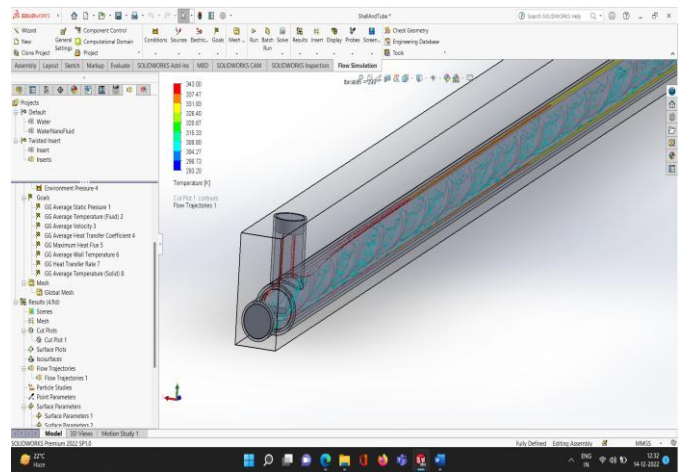 SOLIDWORKS
ShellAndTube *
Search SOLIDWORKS Help
Wizard
New
Clone Project
General Settings
Component Control
Computational Domain
Project
Conditions Sources Electric... Goals Mesh Run Batch Run Solve Results Insert Display Probes Screen...
Check Geometry
Engineering Database
Tools
Assembly Layout Sketch Markup Evaluate SOLIDWORKS Add-Ins MBD SOLIDWORKS CAM SOLIDWORKS Inspection Flow Simulation
Projects
Default
Water
WaterNanoFluid
Twisted Insert
Insert
Inserts
Environment Pressure 4
Goals
GG Average Static Pressure 1
GG Average Temperature (Fluid) 2
GG Average Velocity 3
GG Average Heat Transfer Coefficient 4
GG Maximum Heat Flux 5
GG Average Wall Temperature 6
GG Heat Transfer Rate 7
GG Average Temperature (Solid) 8
Mesh
Global Mesh
Scenes
Mesh
Cut Plots
Cut Plot 1
Surface Plots
Isosurfaces
Flow Trajectories
Flow Trajectories 1
Particle Studies
Point Parameters
Surface Parameters
Surface Parameters 1
Surface Parameters 2
343.00
337.47
331.93
326.40
320.87
315.33
309.80
304.27
298.73
293.20
Temperature [K]
Cut Plot 1: contours
Flow Trajectories 1
Model 3D Views Motion Study 1
SOLIDWORKS Premium 2022 SP1.0
Fully Defined Editing Assembly MMGS
22°C
Haze
ENG
IN
12:32
14-12-2022